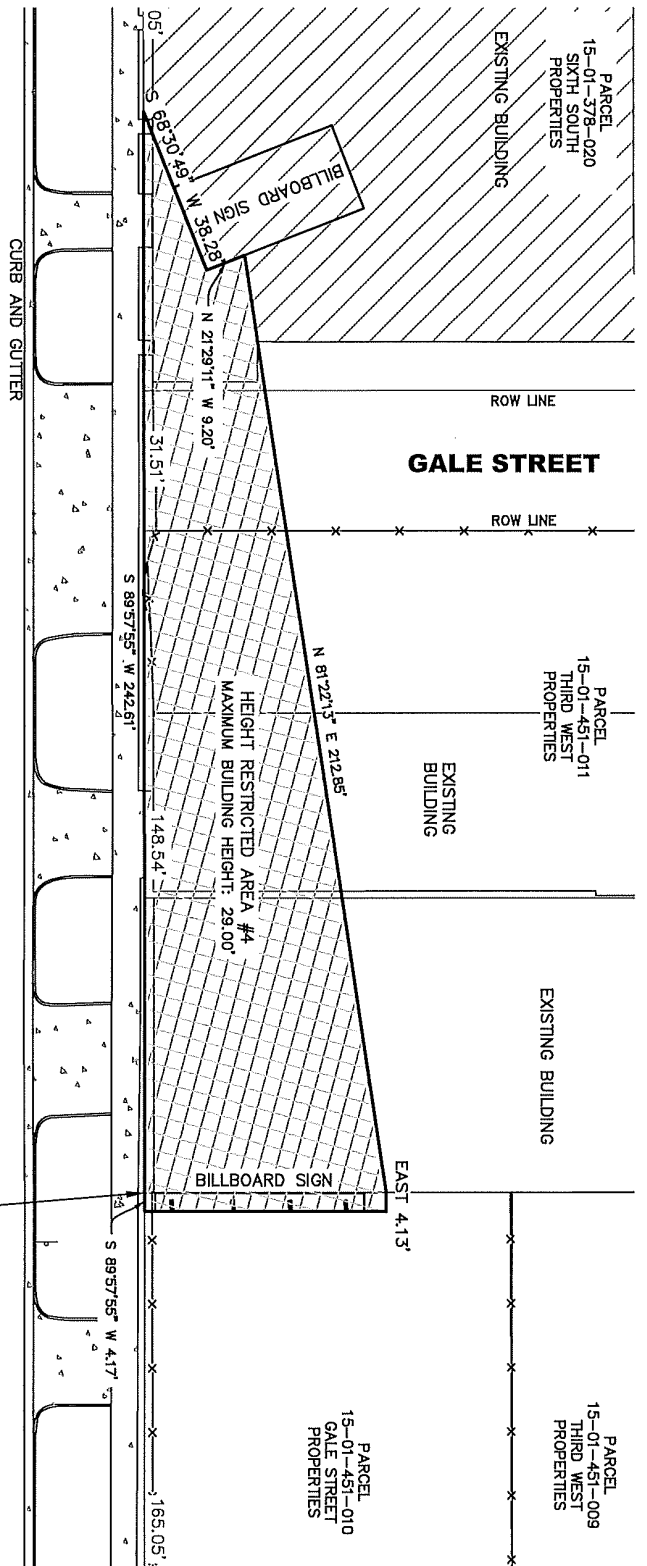 PARCEL
15-01-378-020
SIXTH SOUTH
PROPERTIES
EXISTING BUILDING
BILLBOARD SIGN
05'
S 68°30'49" W 38.28'
N 21°29'11" W 9.20'
ROW LINE
GALE STREET
ROW LINE
31.51'
S 89°57'55" W 242.61'
N 81°22'13" E 212.85'
PARCEL
15-01-451-011
THIRD WEST
PROPERTIES
EXISTING
BUILDING
HEIGHT RESTRICTED AREA #4
MAXIMUM BUILDING HEIGHT: 29.00'
148.54'
EXISTING BUILDING
BILLBOARD SIGN
EAST 4.13'
S 89°57'55" W 4.17'
PARCEL
15-01-451-009
THIRD WEST
PROPERTIES
PARCEL
15-01-451-010
GALE STREET
PROPERTIES
165.05'
CURB AND GUTTER